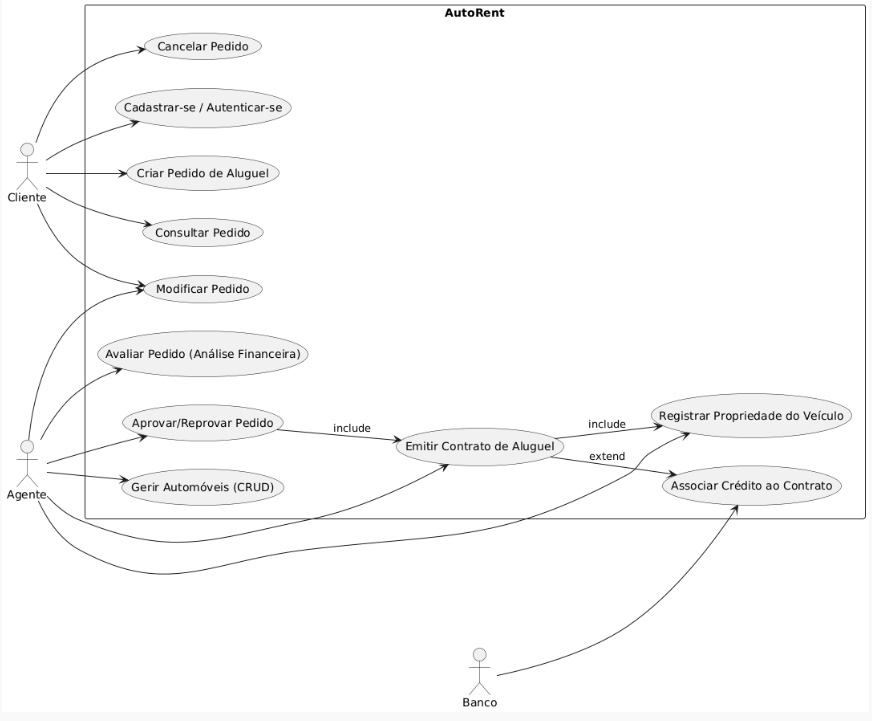 AutoRent
Cancelar Pedido
Cadastrar-se / Autenticar-se
Criar Pedido de Aluguel
Cliente
Consultar Pedido
Modificar Pedido
Avaliar Pedido (Análise Financeira)
Aprovar/Reprovar Pedido
include
Emitir Contrato de Aluguel
include
Registrar Propriedade do Veículo
extend
Associar Crédito ao Contrato
Gerir Automóveis (CRUD)
Agente
Banco